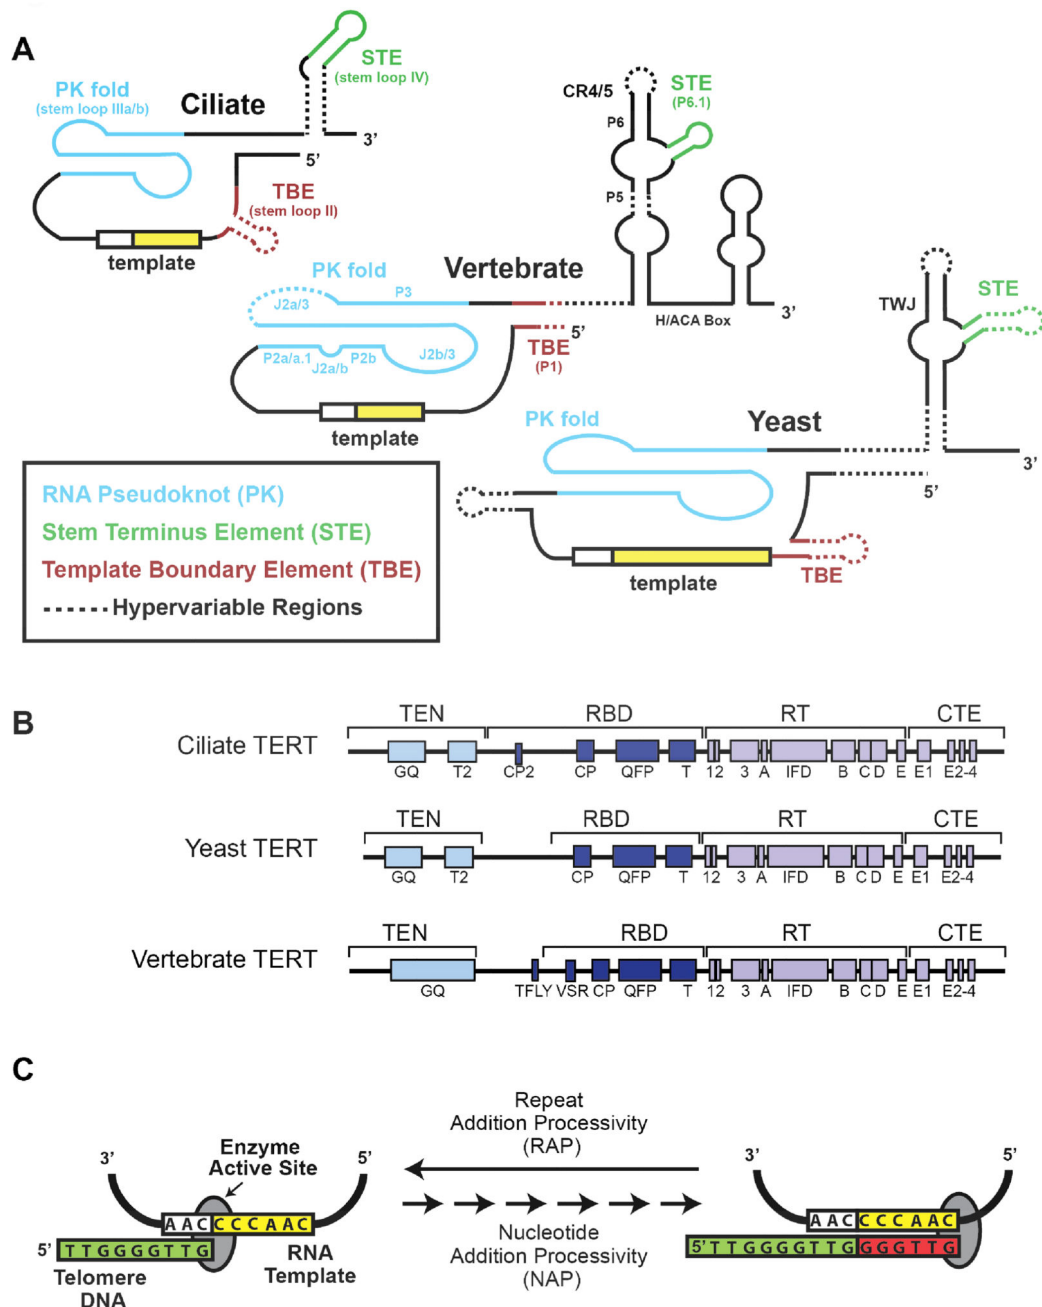 A
STE
(stem loop IV)
PK fold
(stem loop IIIa/b)
Ciliate
3’
5’
TBE
(stem loop II)
template
CR4/5
STE
(P6.1)
P6
P5
PK fold
Vertebrate
P3
J2a/3
H/ACA Box
3’
5’
TBE
(P1)
P2a/a.1
P2b
J2a/b
J2b/3
template
TWJ
STE
PK fold
Yeast
3’
5’
TBE
template
RNA Pseudoknot (PK)
Stem Terminus Element (STE)
Template Boundary Element (TBE)
Hypervariable Regions
B
TEN RBD RT CTE
Ciliate TERT
GQ T2 CP2 CP QFP T 12 3 A IFD B C D E E1 E2-4
TEN RBD RT CTE
Yeast TERT
GQ T2 CP QFP T 12 3 A IFD B C D E E1 E2-4
TEN RBD RT CTE
Vertebrate TERT
GQ TFLY VSR CP QFP T 12 3 A IFD B C D E E1 E2-4
C
Repeat
Addition Processivity
(RAP)
Nucleotide
Addition Processivity
(NAP)
3’
Enzyme
Active Site
5’
A A C C C C A A C
5’ T T G G G G T T G
Telomere
DNA
RNA
Template
3’
5’
A A C C C C A A C
5’ T T G G G G T T G G G G T T G